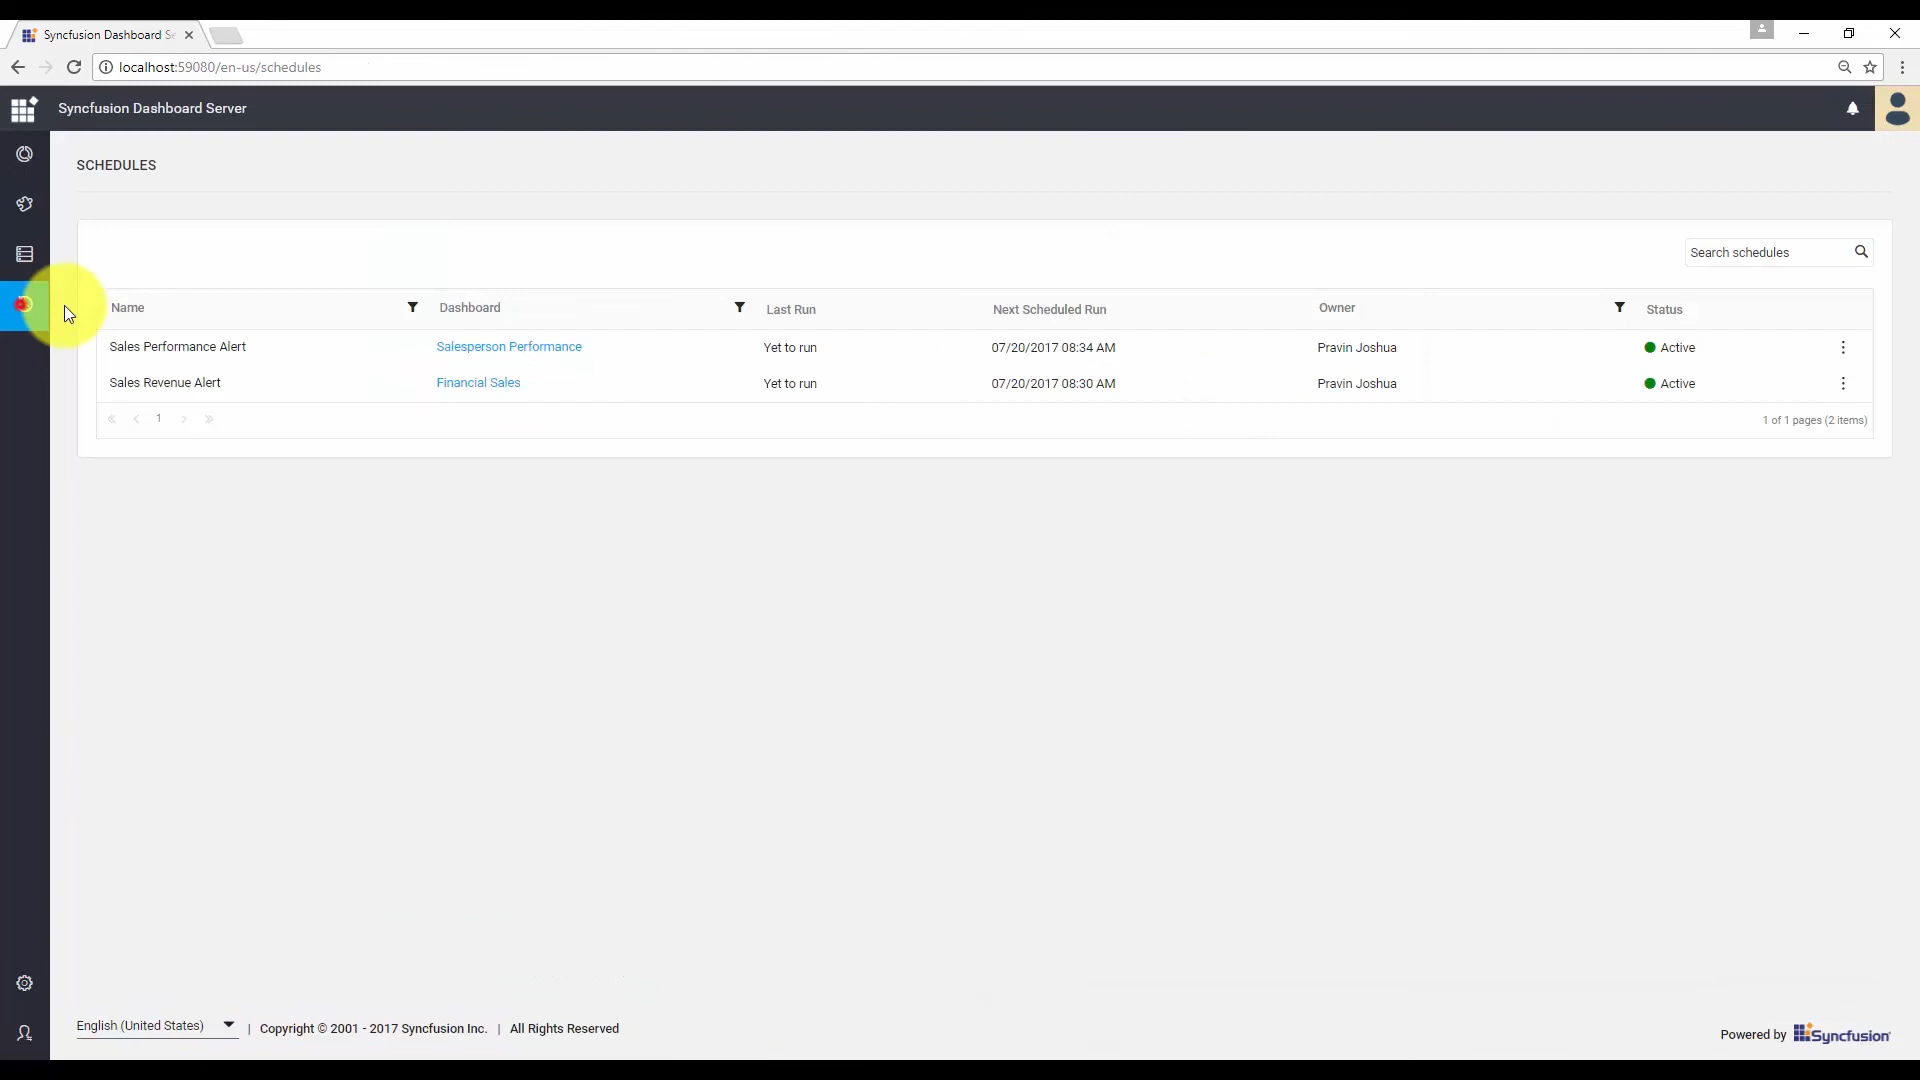 Syncfusion Dashboard Se
localhost:59080/en-us/schedules
Syncfusion Dashboard Server
SCHEDULES
Search schedules
Name Dashboard Last Run Next Scheduled Run Owner Status
Sales Performance Alert Salesperson Performance Yet to run 07/20/2017 08:34 AM Pravin Joshua Active
Sales Revenue Alert Financial Sales Yet to run 07/20/2017 08:30 AM Pravin Joshua Active
1 1 of 1 pages (2 items)
English (United States) | Copyright © 2001 - 2017 Syncfusion Inc. | All Rights Reserved
Powered by Syncfusion